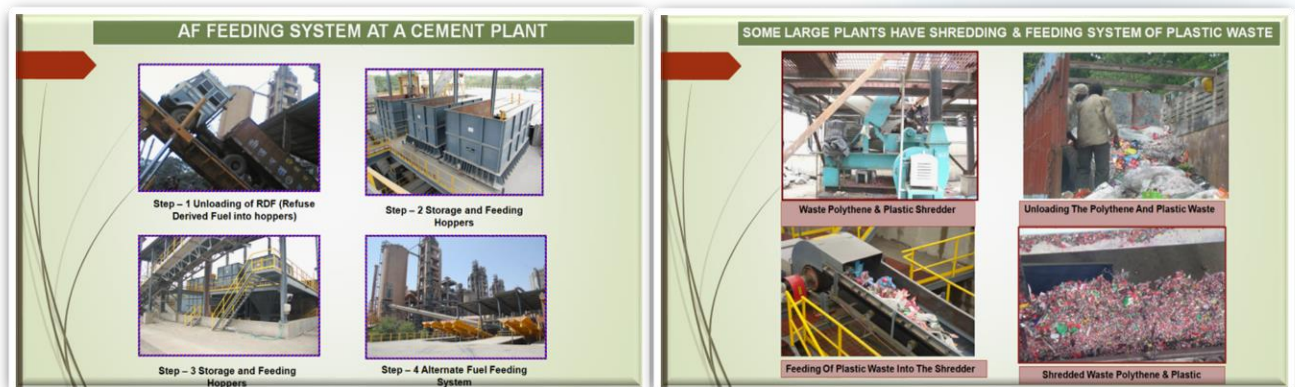 AF FEEDING SYSTEM AT A CEMENT PLANT
Step – 1 Unloading of RDF (Refuse
Derived Fuel into hoppers)
Step – 2 Storage and Feeding
Hoppers
Step – 3 Storage and Feeding
Hoppers
Step – 4 Alternate Fuel Feeding
System
SOME LARGE PLANTS HAVE SHREDDING & FEEDING SYSTEM OF PLASTIC WASTE
Waste Polythene & Plastic Shredder
Unloading The Polythene And Plastic Waste
Feeding Of Plastic Waste Into The Shredder
Shredded Waste Polythene & Plastic